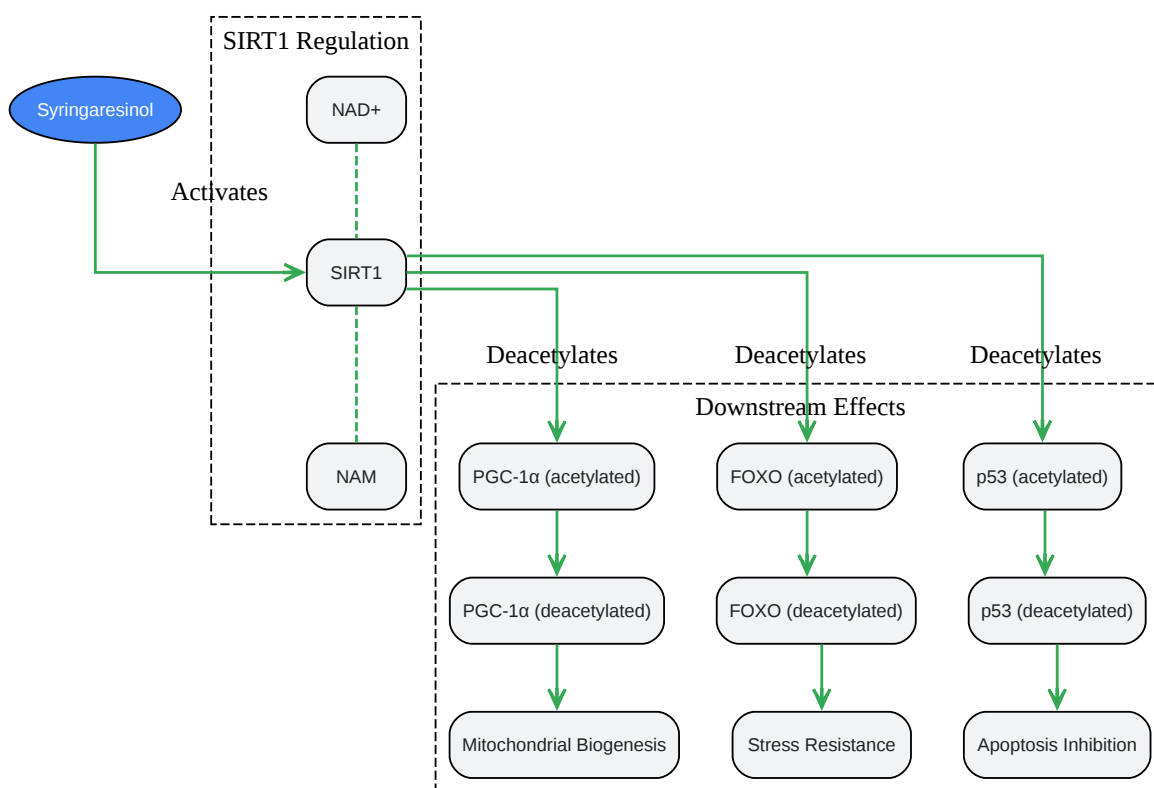 SIRT1 Regulation
Syringaresinol
NAD+
Activates
SIRT1
Deacetylates
Deacetylates
Deacetylates
Downstream Effects
NAM
PGC-1α (acetylated)
FOXO (acetylated)
p53 (acetylated)
PGC-1α (deacetylated)
FOXO (deacetylated)
p53 (deacetylated)
Mitochondrial Biogenesis
Stress Resistance
Apoptosis Inhibition